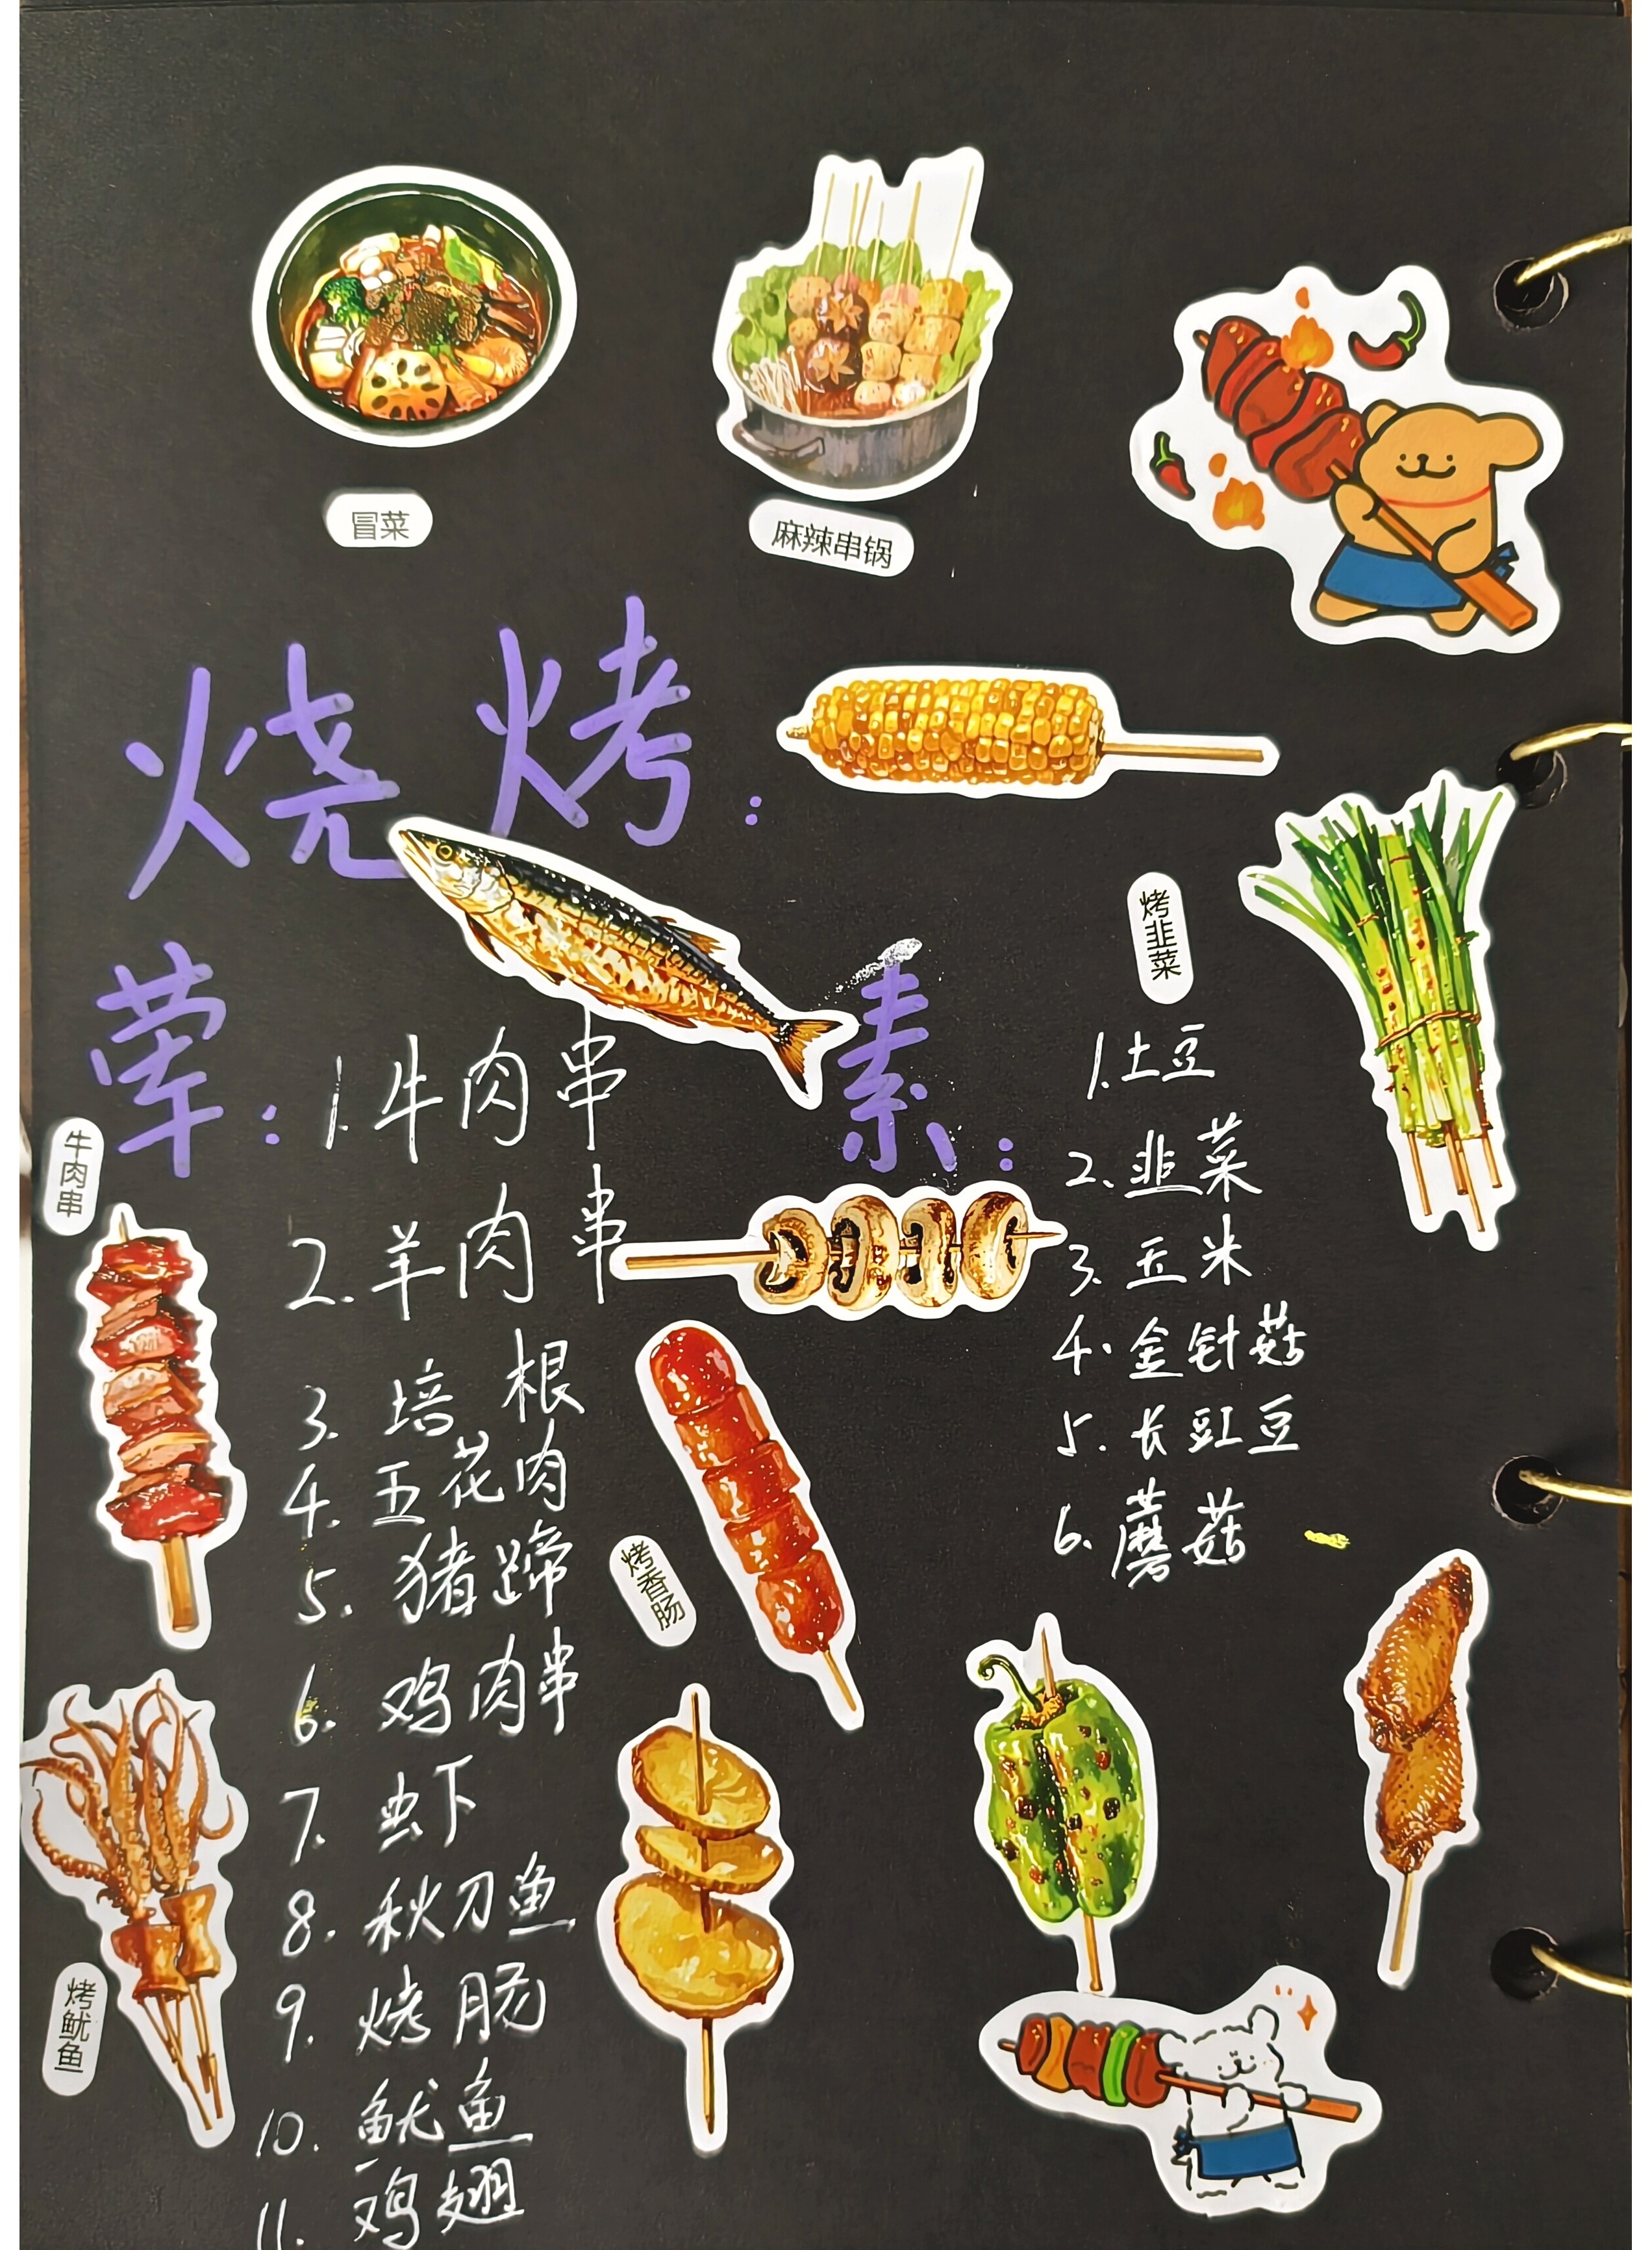 冒菜
麻辣串锅
烧烤:
烤韭菜
荤:
牛肉串
1. 牛肉串
2. 羊肉串
3. 培根
4. 五花肉
5. 猪蹄
6. 鸡肉串
7. 虾
8. 秋刀鱼
9. 烤肠
10. 鱿鱼
11. 鸡翅
烤香肠
烤鱿鱼
素:
1. 土豆
2. 韭菜
3. 玉米
4. 金针菇
5. 长豇豆
6. 蘑菇